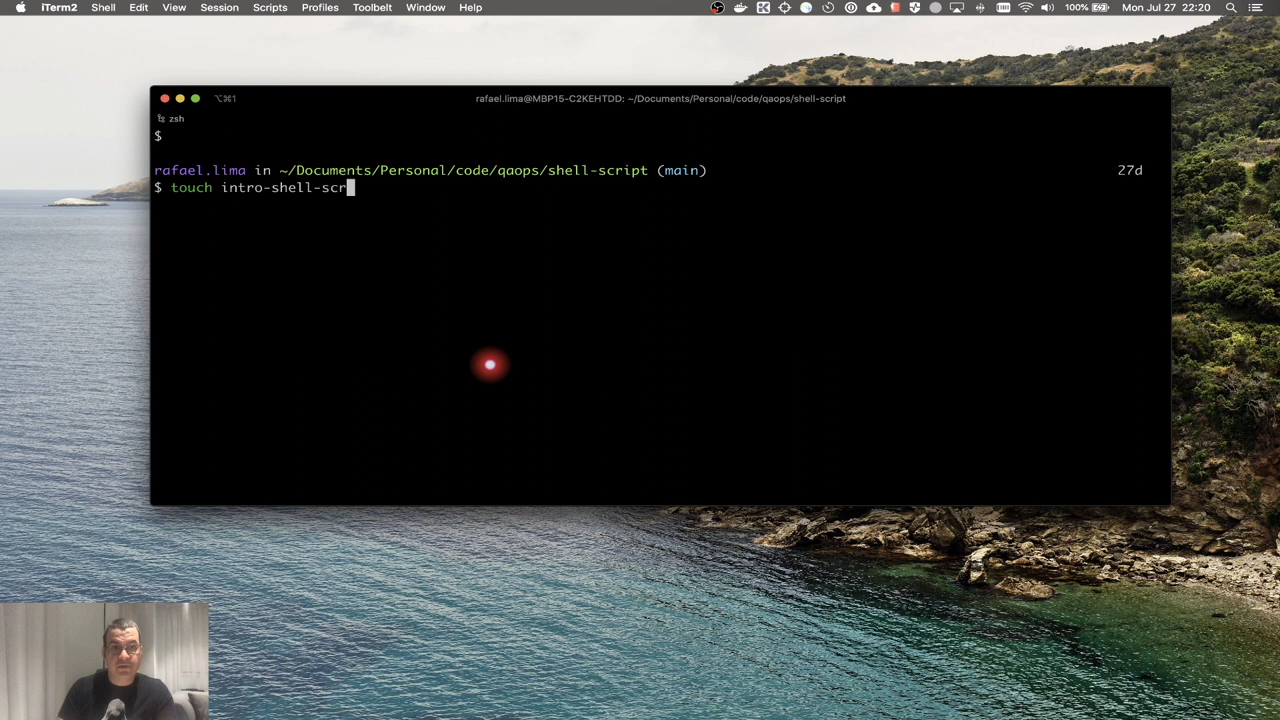 iTerm2 Shell Edit View Session Scripts Profiles Toolbelt Window Help 100% Mon Jul 27 22:20
⌥⌘1 rafael.lima@MBP15-C2KEHTDD: ~/Documents/Personal/code/qaops/shell-script
zsh
$
rafael.lima in ~/Documents/Personal/code/qaops/shell-script (main) 27d
$ touch intro-shell-scr